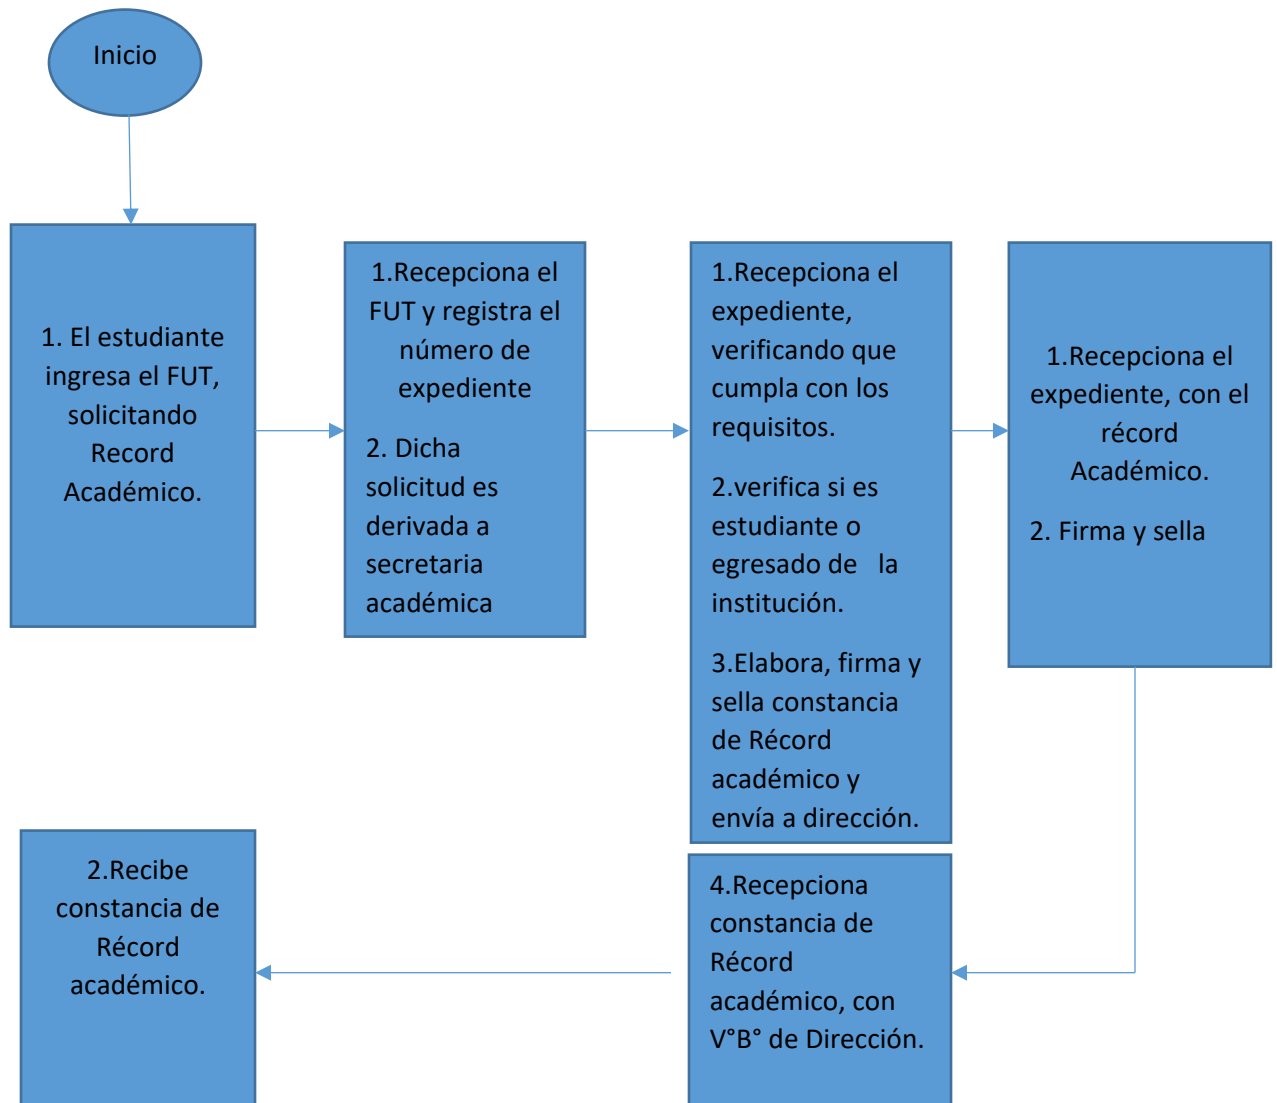 Inicio
1. El estudiante
ingresa el FUT,
solicitando
Record
Académico.
1.Recepciona el
FUT y registra el
número de
expediente
2. Dicha
solicitud es
derivada a
secretaria
académica
1.Recepciona el
expediente,
verificando que
cumpla con los
requisitos.
2.verifica si es
estudiante o
egresado de la
institución.
3.Elabora, firma y
sella constancia
de Récord
académico y
envía a dirección.
1.Recepciona el
expediente, con el
récord
Académico.
2. Firma y sella
4.Recepciona
constancia de
Récord
académico, con
V°B° de Dirección.
2.Recibe
constancia de
Récord
académico.